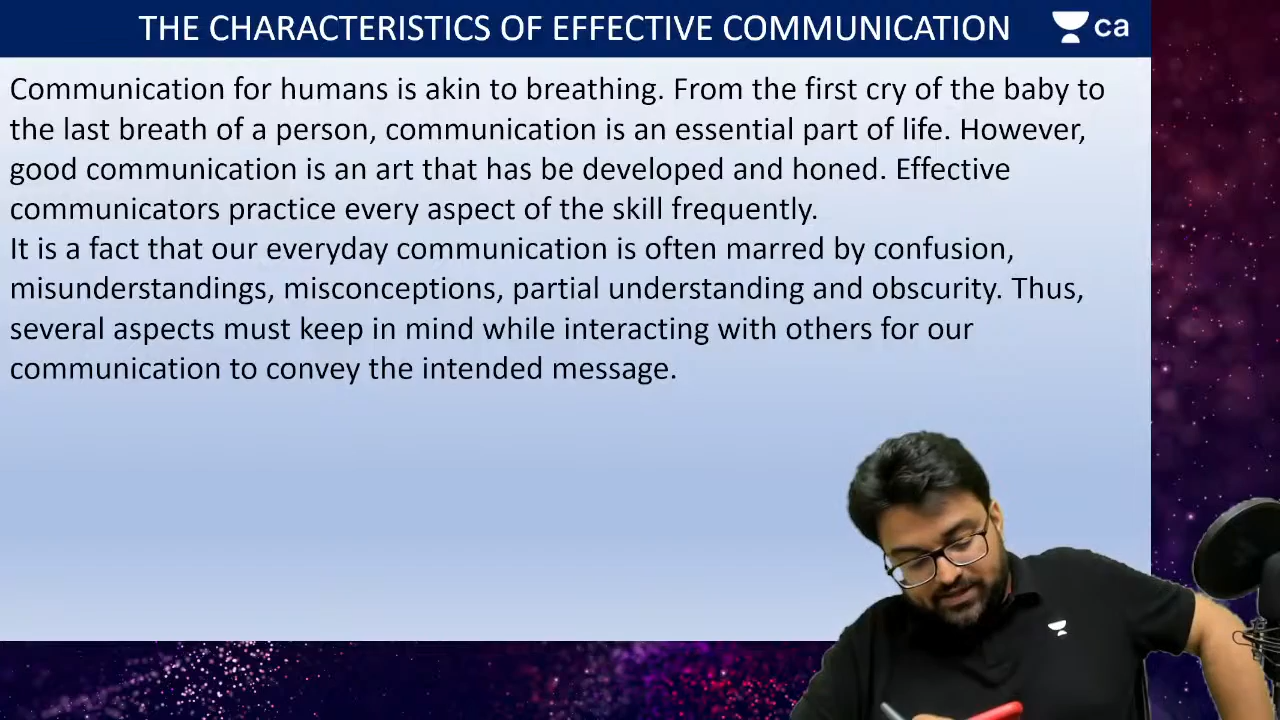 THE CHARACTERISTICS OF EFFECTIVE COMMUNICATION
ca
Communication for humans is akin to breathing. From the first cry of the baby to
the last breath of a person, communication is an essential part of life. However,
good communication is an art that has be developed and honed. Effective
communicators practice every aspect of the skill frequently.
It is a fact that our everyday communication is often marred by confusion,
misunderstandings, misconceptions, partial understanding and obscurity. Thus,
several aspects must keep in mind while interacting with others for our
communication to convey the intended message.